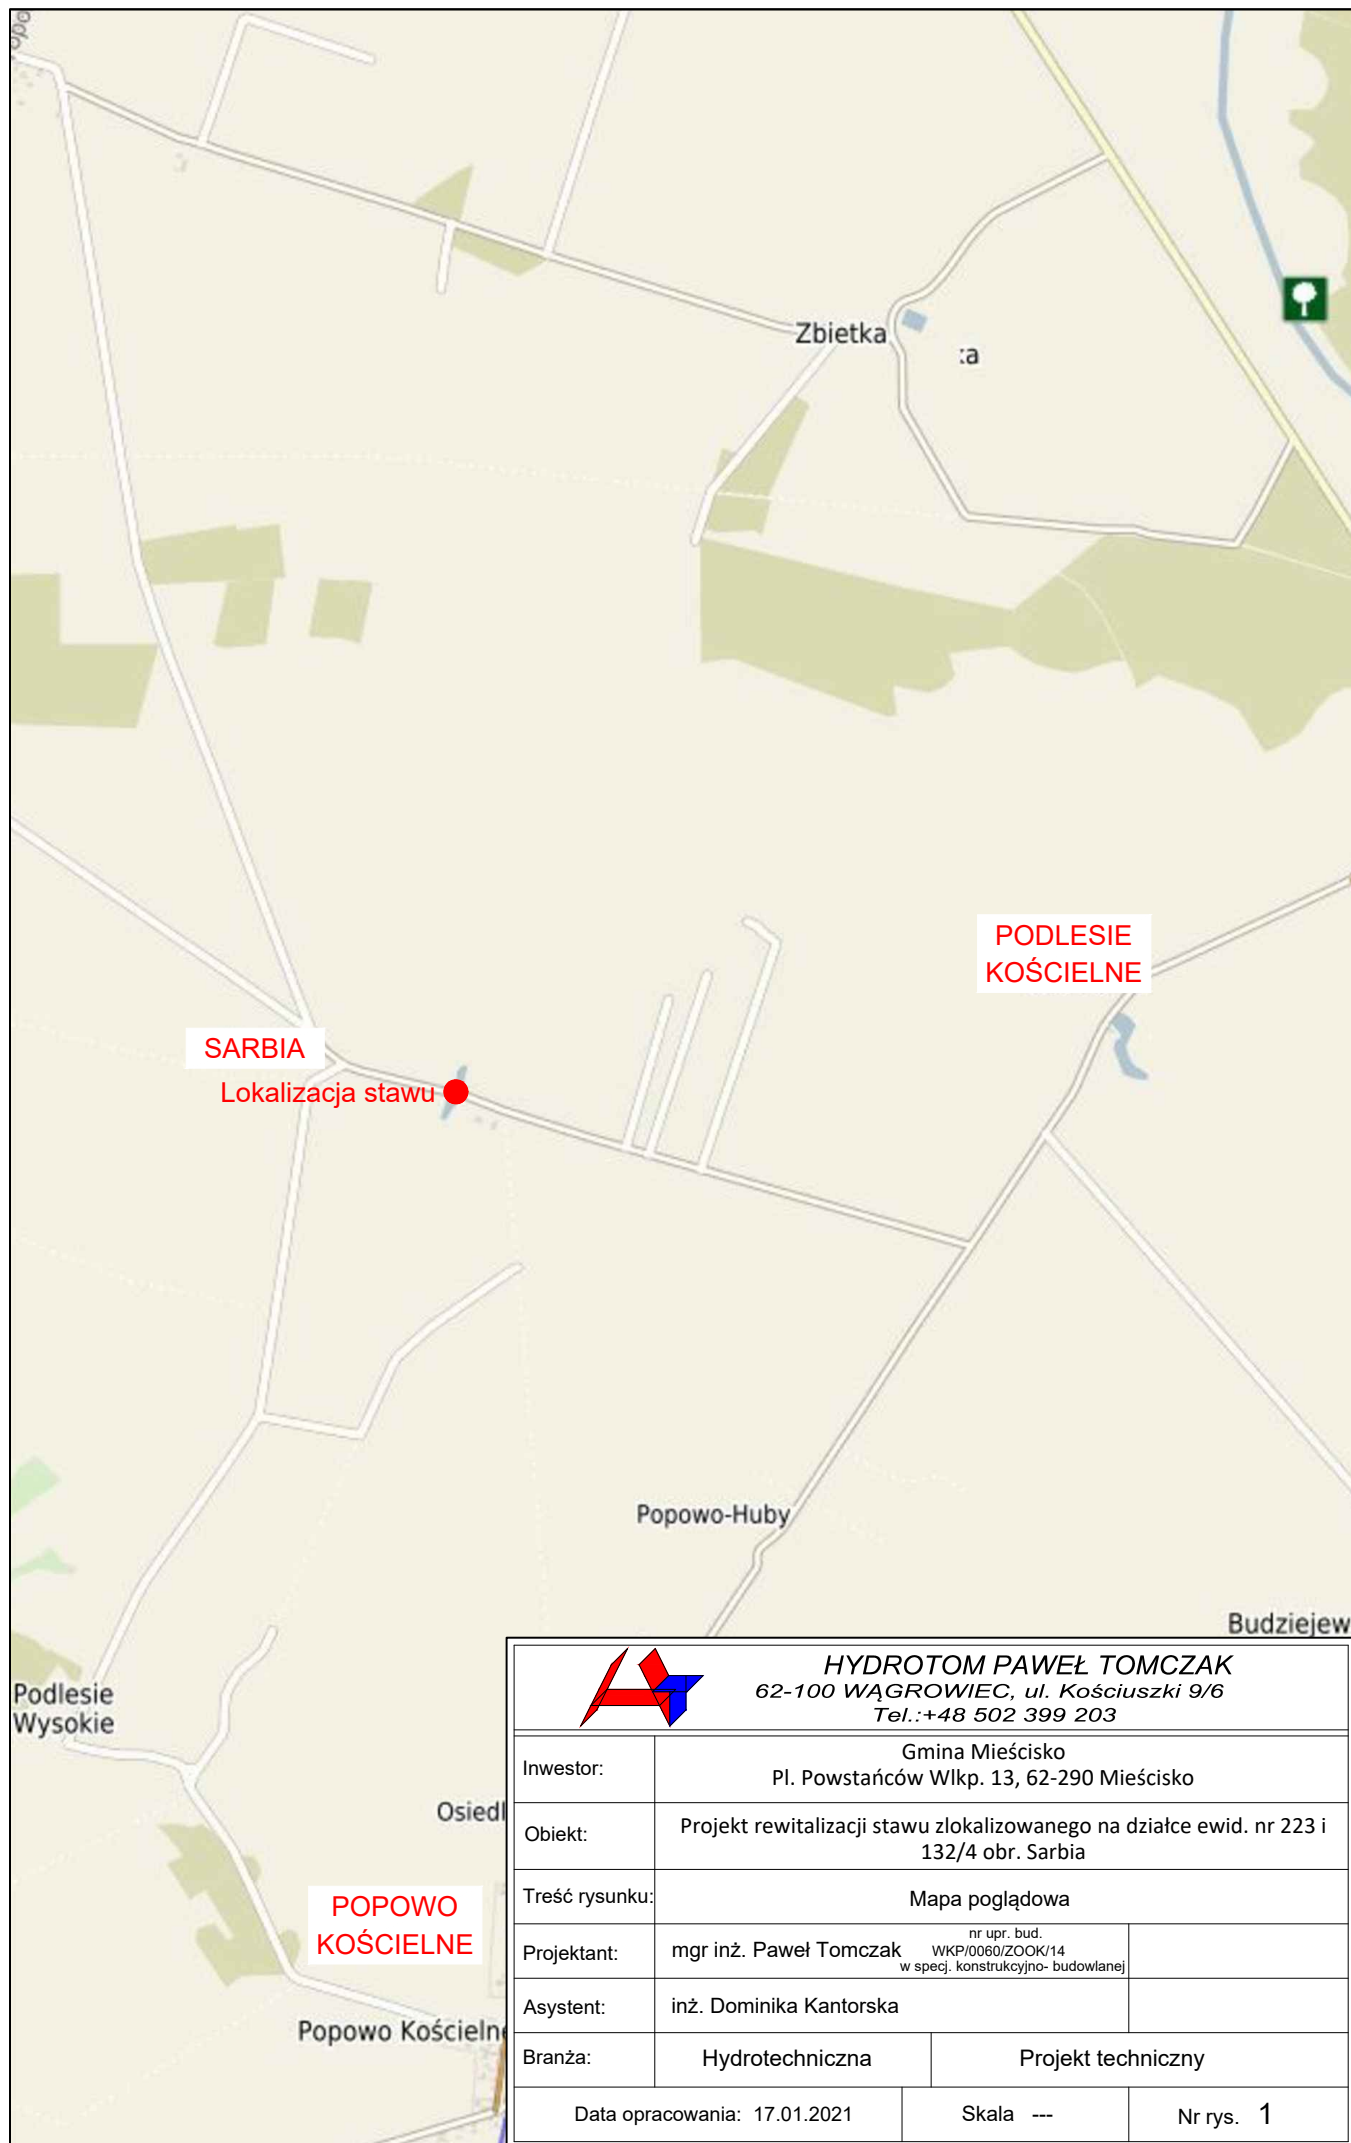 Zbietka
:a
PODLESIE
KOŚCIELNE
SARBIA
Lokalizacja stawu
Popowo-Huby
Budziejew
Podlesie
Wysokie
Osiedl
POPOWO
KOŚCIELNE
Popowo Kościelne
HYDROTOM PAWEŁ TOMCZAK
62-100 WĄGROWIEC, ul. Kościuszki 9/6
Tel.:+48 502 399 203
Inwestor:
Gmina Mieścisko
Pl. Powstańców Wlkp. 13, 62-290 Mieścisko
Obiekt:
Projekt rewitalizacji stawu zlokalizowanego na działce ewid. nr 223 i
132/4 obr. Sarbia
Treść rysunku:
Mapa poglądowa
Projektant:
mgr inż. Paweł Tomczak
nr upr. bud.
WKP/0060/ZOOK/14
w specj. konstrukcyjno- budowlanej
Asystent:
inż. Dominika Kantorska
Branża:
Hydrotechniczna
Projekt techniczny
Data opracowania: 17.01.2021
Skala ---
Nr rys. 1